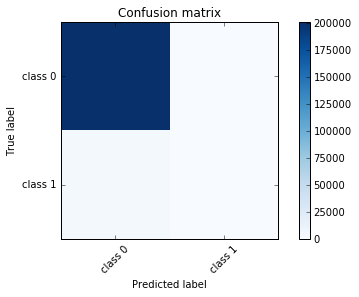 Confusion matrix
True label
class 0
class 1
class 0
class 1
Predicted label
200000
175000
150000
125000
100000
75000
50000
25000
0